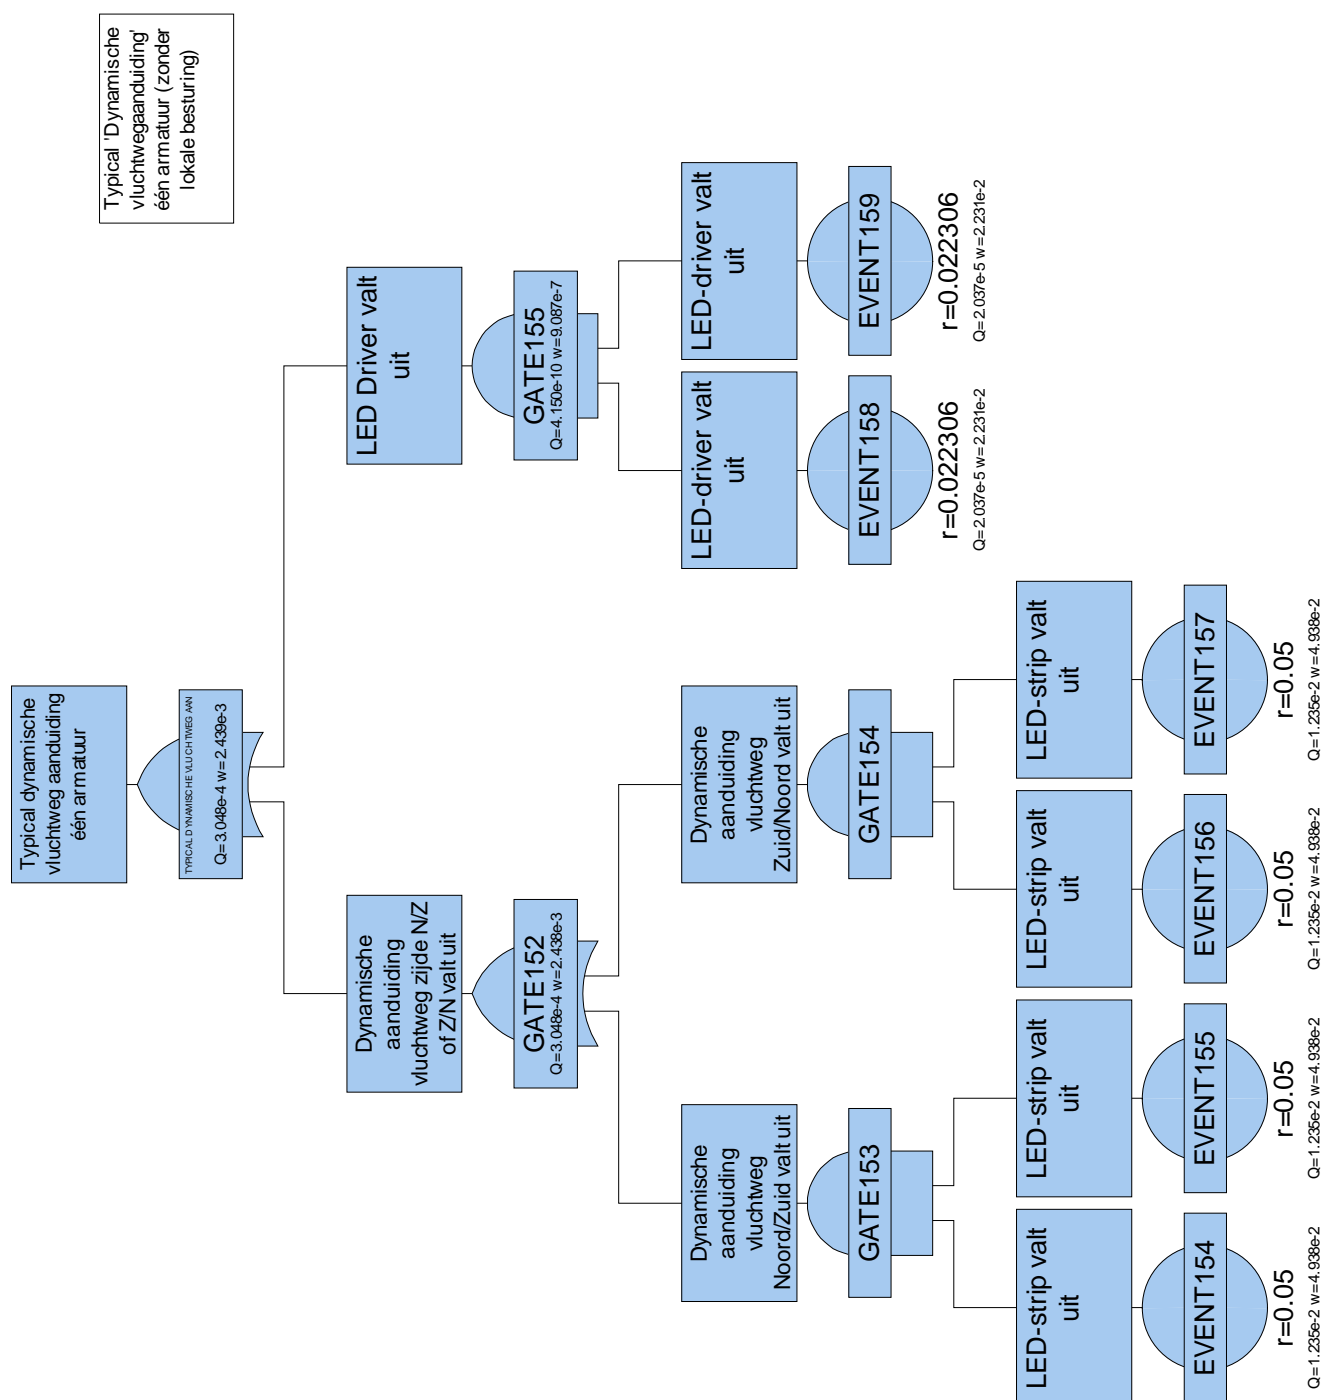 Typical 'Dynamische
vluchtwegaanduiding'
één armatuur (zonder
lokale besturing)
Typical dynamische
vluchtweg aanduiding
één armatuur
TYPICAL DYNAMISCHE VLUCHTWEG AAN
Q=3.048e-4 w=2.439e-3
Dynamische
aanduiding
vluchtweg zijde N/Z
of Z/N valt uit
GATE152
Q=3.048e-4 w=2.438e-3
LED Driver valt
uit
GATE155
Q=4.150e-10 w=9.087e-7
Dynamische
aanduiding
vluchtweg
Noord/Zuid valt uit
GATE153
Dynamische
aanduiding
vluchtweg
Zuid/Noord valt uit
GATE154
LED-driver valt
uit
EVENT158
r=0.022306
Q=2.037e-5 w=2.231e-2
LED-driver valt
uit
EVENT159
r=0.022306
Q=2.037e-5 w=2.231e-2
LED-strip valt
uit
EVENT154
r=0.05
Q=1.235e-2 w=4.938e-2
LED-strip valt
uit
EVENT155
r=0.05
Q=1.235e-2 w=4.938e-2
LED-strip valt
uit
EVENT156
r=0.05
Q=1.235e-2 w=4.938e-2
LED-strip valt
uit
EVENT157
r=0.05
Q=1.235e-2 w=4.938e-2